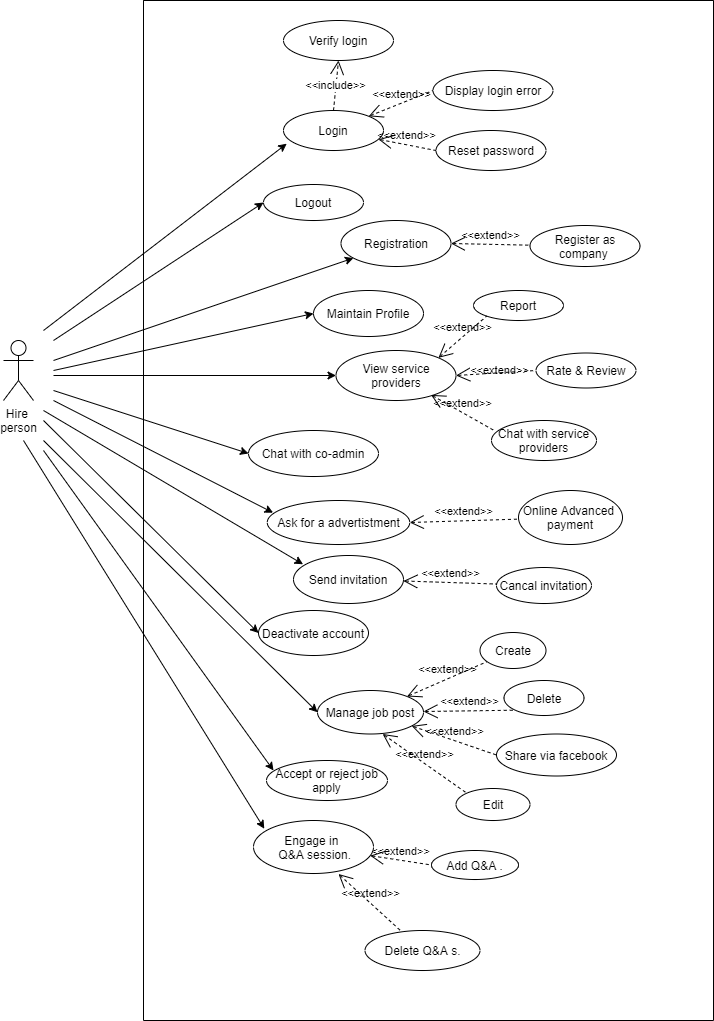 Verify login
<<include>>
<<extend>>
Display login error
Login
<<extend>>
Reset password
Logout
Registration
<<extend>>
Register as
company
Maintain Profile
Report
<<extend>>
View service
providers
<<extend>>
Rate & Review
<<extend>>
Chat with service
providers
Hire
person
Chat with co-admin
Ask for a advertistment
<<extend>>
Online Advanced
payment
Send invitation
<<extend>>
Cancal invitation
Deactivate account
Create
<<extend>>
Manage job post
<<extend>>
Delete
<<extend>>
Share via facebook
<<extend>>
Edit
Accept or reject job
apply
Engage in
Q&A session.
<<extend>>
Add Q&A .
<<extend>>
Delete Q&A s.